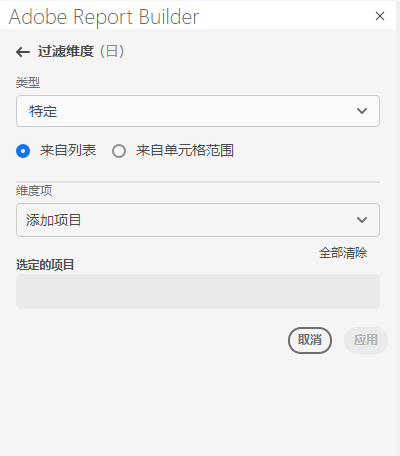 Adobe Report Builder
过滤维度（日）
类型
特定
来自列表 来自单元格范围
维度项
添加项目
全部清除
选定的项目
取消 应用